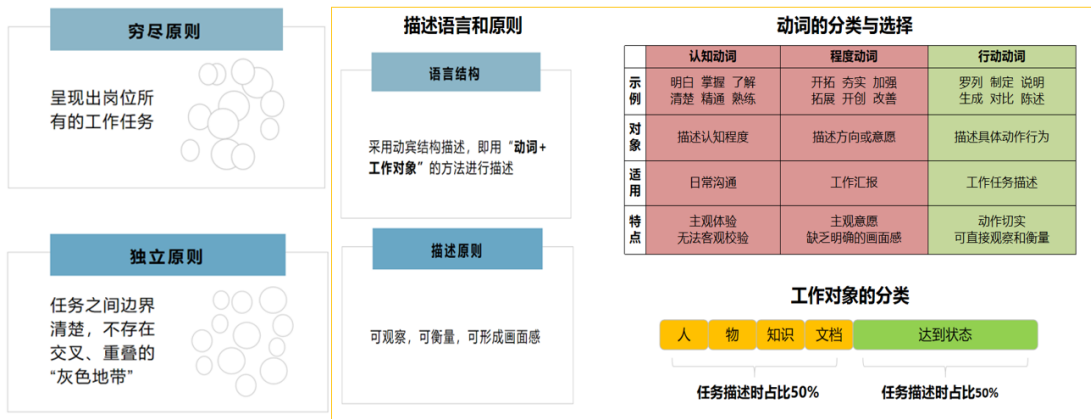 穷尽原则
呈现出岗位所
有的工作任务
独立原则
任务之间边界
清楚，不存在
交叉、重叠的
“灰色地带”
描述语言和原则
语言结构
采用动宾结构描述，即用“动词+
工作对象”的方法进行描述
描述原则
可观察，可衡量，可形成画面感
动词的分类与选择
认知动词 程度动词 行动动词
示例
明白 掌握 了解
清楚 精通 熟练
开拓 夯实 加强
拓展 开创 改善
罗列 制定 说明
生成 对比 陈述
对象
描述认知程度 描述方向或意愿 描述具体动作行为
适用
日常沟通 工作汇报 工作任务描述
特点
主观体验
无法客观校验
主观意愿
缺乏明确的画面感
动作切实
可直接观察和衡量
工作对象的分类
人 物 知识 文档 达到状态
任务描述时占比50% 任务描述时占比50%